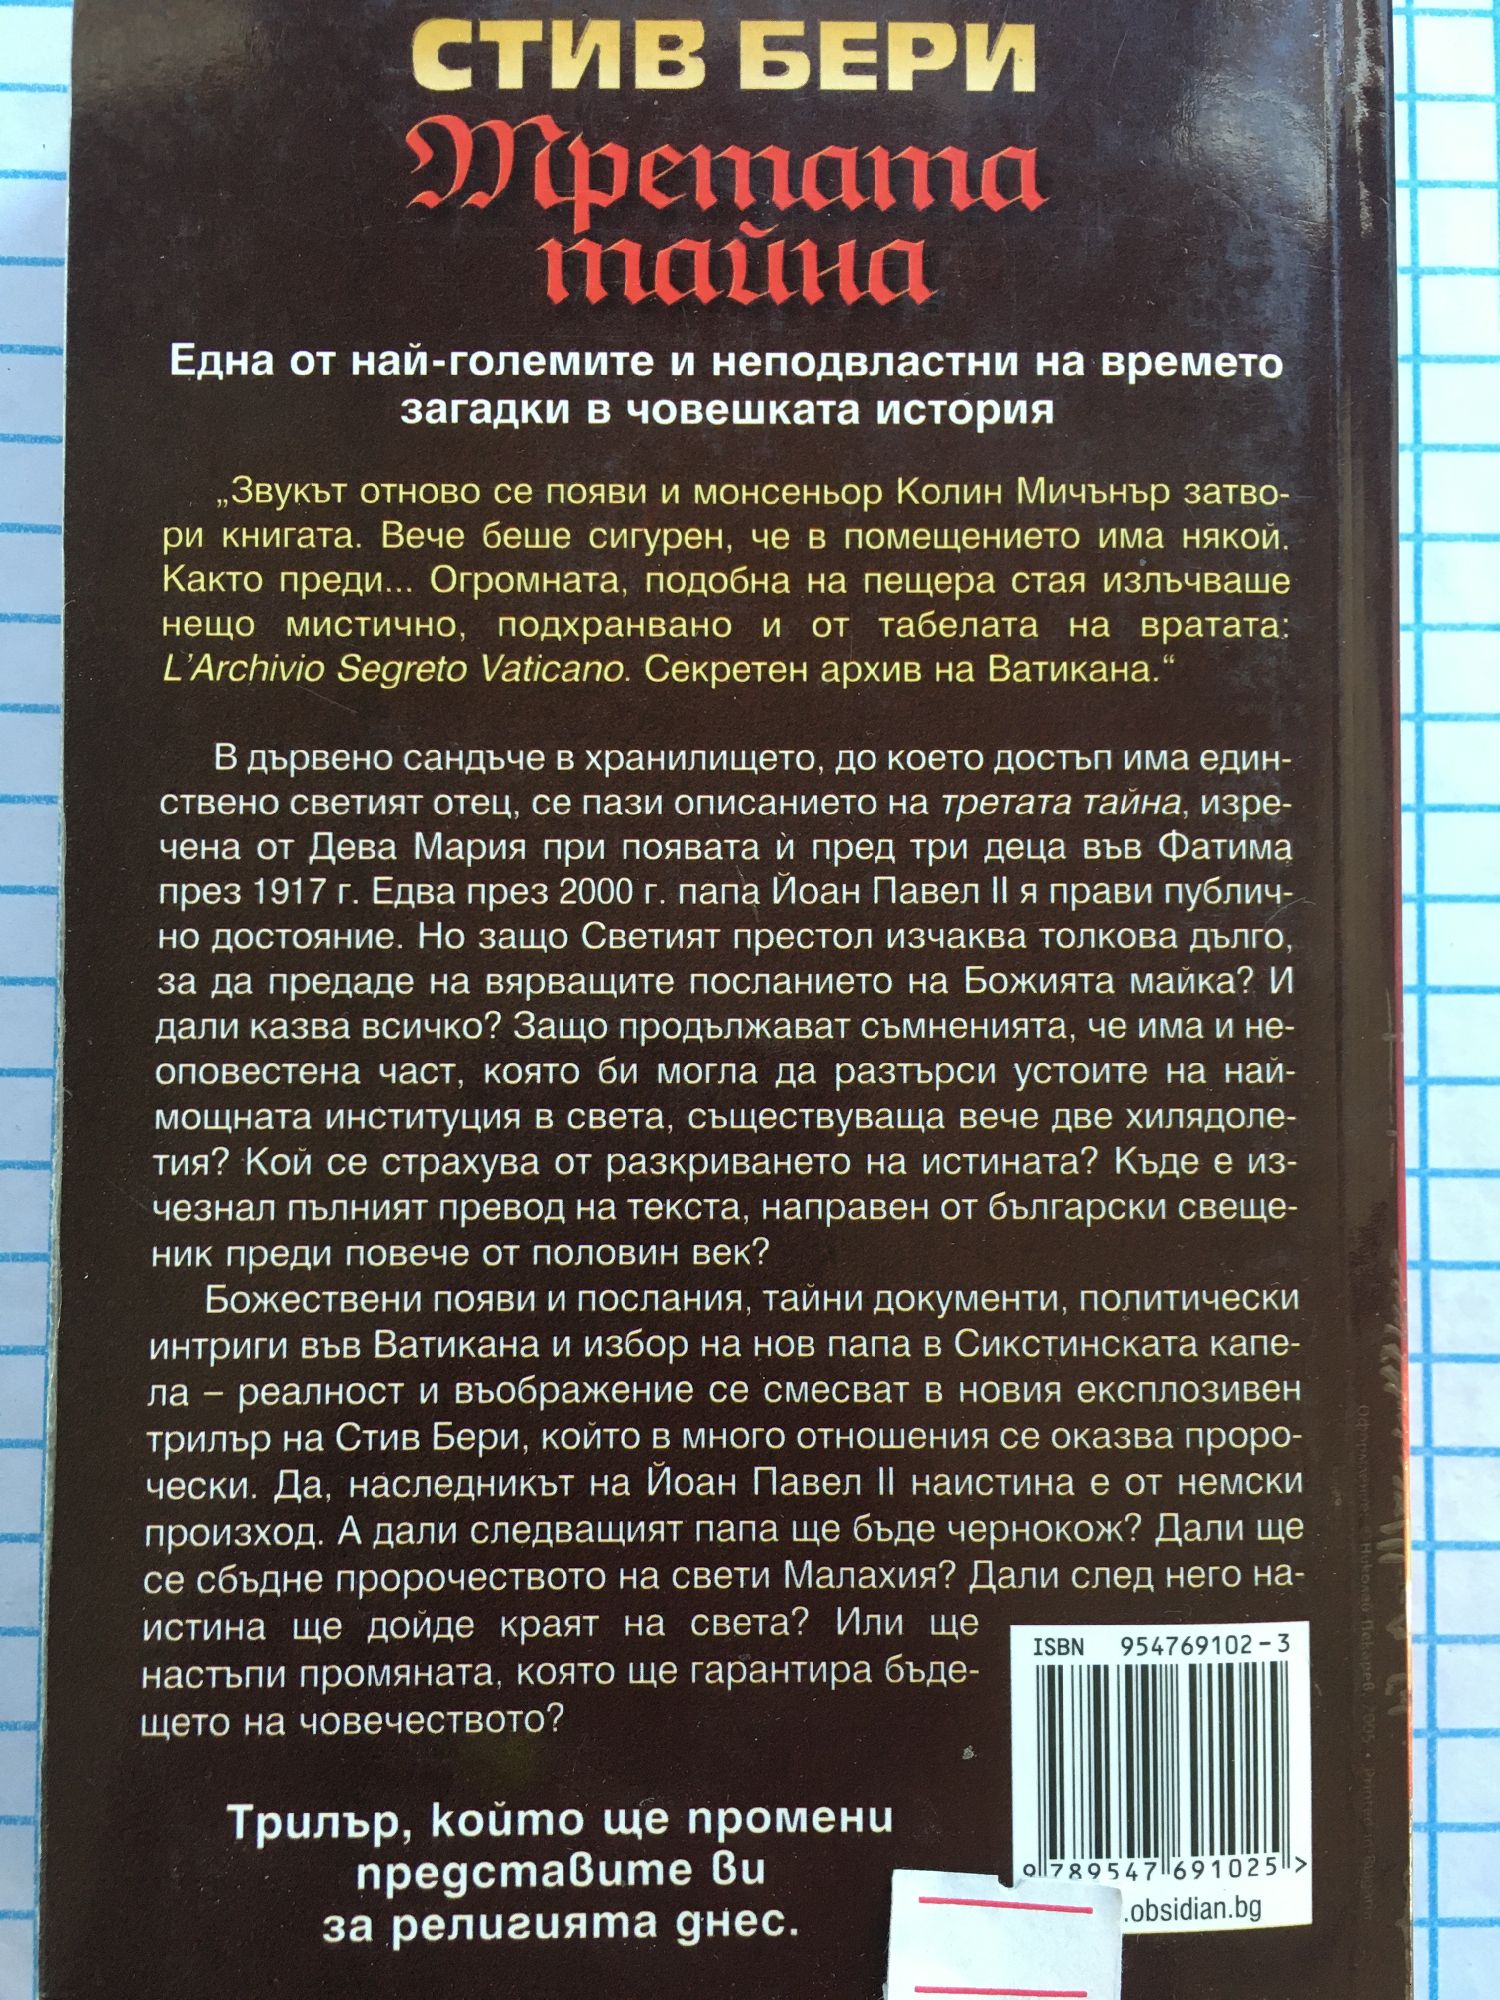 СТИВ БЕРИ
Третата
тайна
Една от най-големите и неподвластни на времето
загадки в човешката история
„Звукът отново се появи и монсеньор Колин Мичънър затво-
ри книгата. Вече беше сигурен, че в помещението има някой.
Както преди... Огромната, подобна на пещера стая излъчваше
нещо мистично, подхранвано и от табелата на вратата:
L'Archivio Segreto Vaticano. Секретен архив на Ватикана.“
В дървено сандъче в хранилището, до което достъп има един-
ствено светият отец, се пази описанието на третата тайна, изре-
чена от Дева Мария при появата ѝ пред три деца във Фатима
през 1917 г. Едва през 2000 г. папа Йоан Павел II я прави публич-
но достояние. Но защо Светият престол изчаква толкова дълго,
за да предаде на вярващите посланието на Божията майка? И
дали казва всичко? Защо продължават съмненията, че има и не-
оповестена част, която би могла да разтърси устоите на най-
мощната институция в света, съществуваща вече две хилядоле-
тия? Кой се страхува от разкриването на истината? Къде е из-
чезнал пълният превод на текста, направен от български свеще-
ник преди повече от половин век?
Божествени появи и послания, тайни документи, политически
интриги във Ватикана и избор на нов папа в Сикстинската капе-
ла – реалност и въображение се смесват в новия експлозивен
трилър на Стив Бери, който в много отношения се оказва проро-
чески. Да, наследникът на Йоан Павел II наистина е от немски
произход. А дали следващият папа ще бъде чернокож? Дали ще
се сбъдне пророчеството на свети Малахия? Дали след него на-
истина ще дойде краят на света? Или ще
настъпи промяната, която ще гарантира бъде-
щето на човечеството?
ISBN 954769102-3
9 789547 691025 >
.obsidian.bg
Трилър, който ще промени
представите ви
за религията днес.